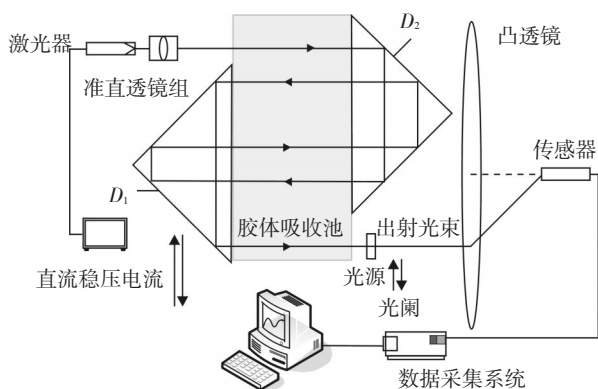 激光器
D2
凸透镜
准直透镜组
传感器
D1
胶体吸收池
出射光束
直流稳压电流
光源
光阑
数据采集系统